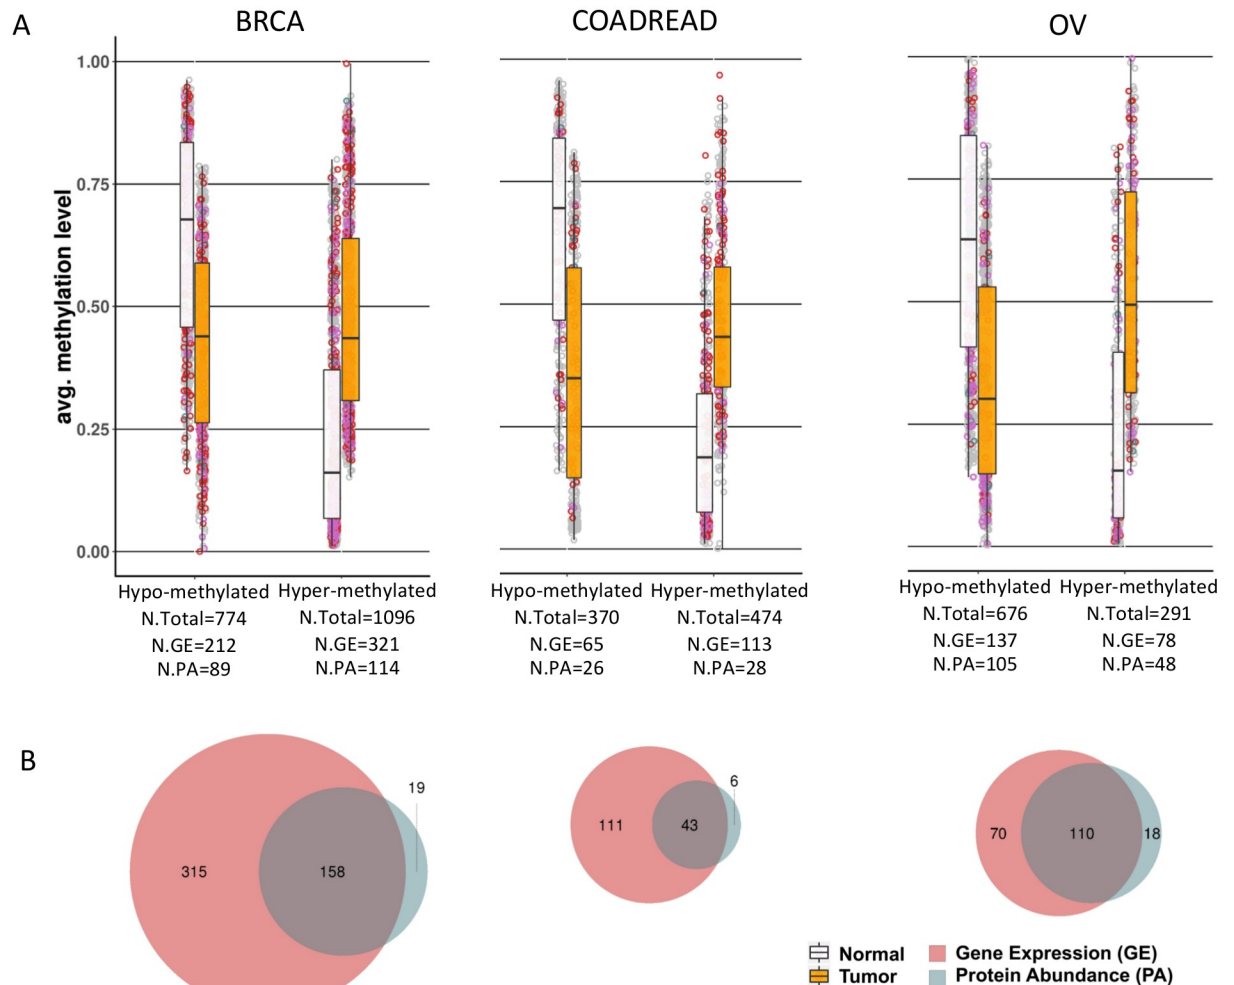 A
BRCA
COADREAD
OV
avg. methylation level
1.00
0.75
0.50
0.25
0.00
Hypo-methylated Hyper-methylated
N.Total=774 N.Total=1096
N.GE=212 N.GE=321
N.PA=89 N.PA=114
Hypo-methylated Hyper-methylated
N.Total=370 N.Total=474
N.GE=65 N.GE=113
N.PA=26 N.PA=28
Hypo-methylated Hyper-methylated
N.Total=676 N.Total=291
N.GE=137 N.GE=78
N.PA=105 N.PA=48
B
315 158 19
111 43 6
70 110 18
Normal Gene Expression (GE)
Tumor Protein Abundance (PA)